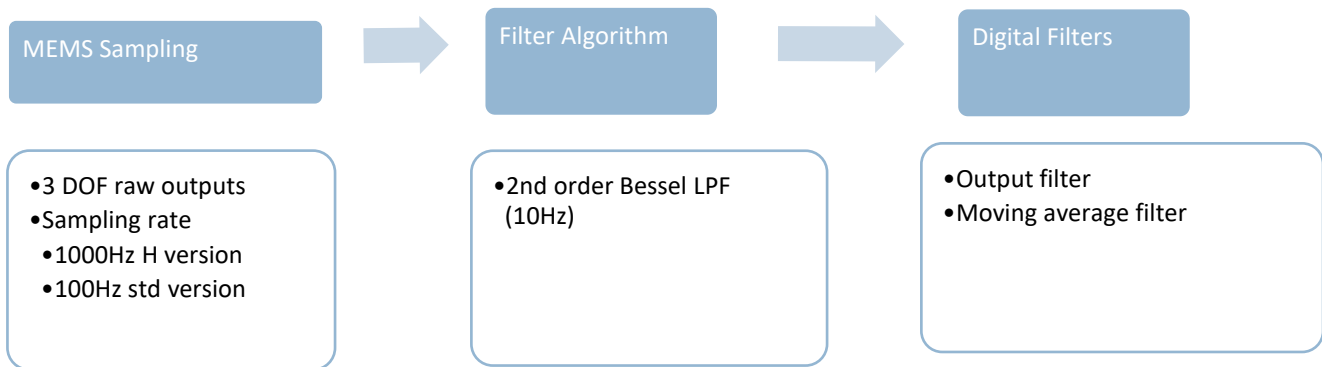 MEMS Sampling
Filter Algorithm
Digital Filters
•3 DOF raw outputs
•Sampling rate
•1000Hz H version
•100Hz std version
•2nd order Bessel LPF
(10Hz)
•Output filter
•Moving average filter